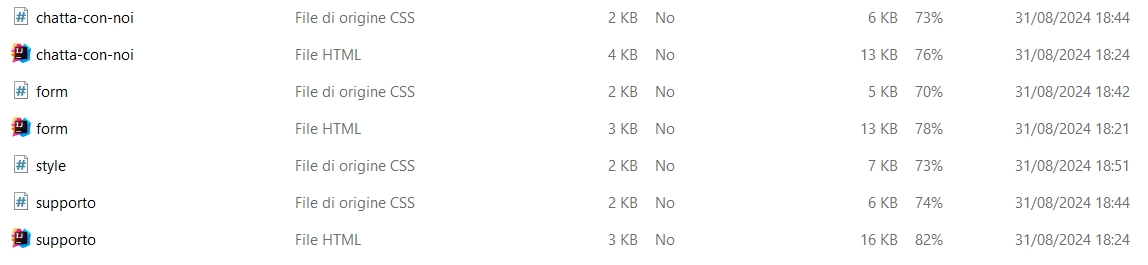 chatta-con-noi File di origine CSS 2 KB No 6 KB 73% 31/08/2024 18:44
chatta-con-noi File HTML 4 KB No 13 KB 76% 31/08/2024 18:24
form File di origine CSS 2 KB No 5 KB 70% 31/08/2024 18:42
form File HTML 3 KB No 13 KB 78% 31/08/2024 18:21
style File di origine CSS 2 KB No 7 KB 73% 31/08/2024 18:51
supporto File di origine CSS 2 KB No 6 KB 74% 31/08/2024 18:44
supporto File HTML 3 KB No 16 KB 82% 31/08/2024 18:24